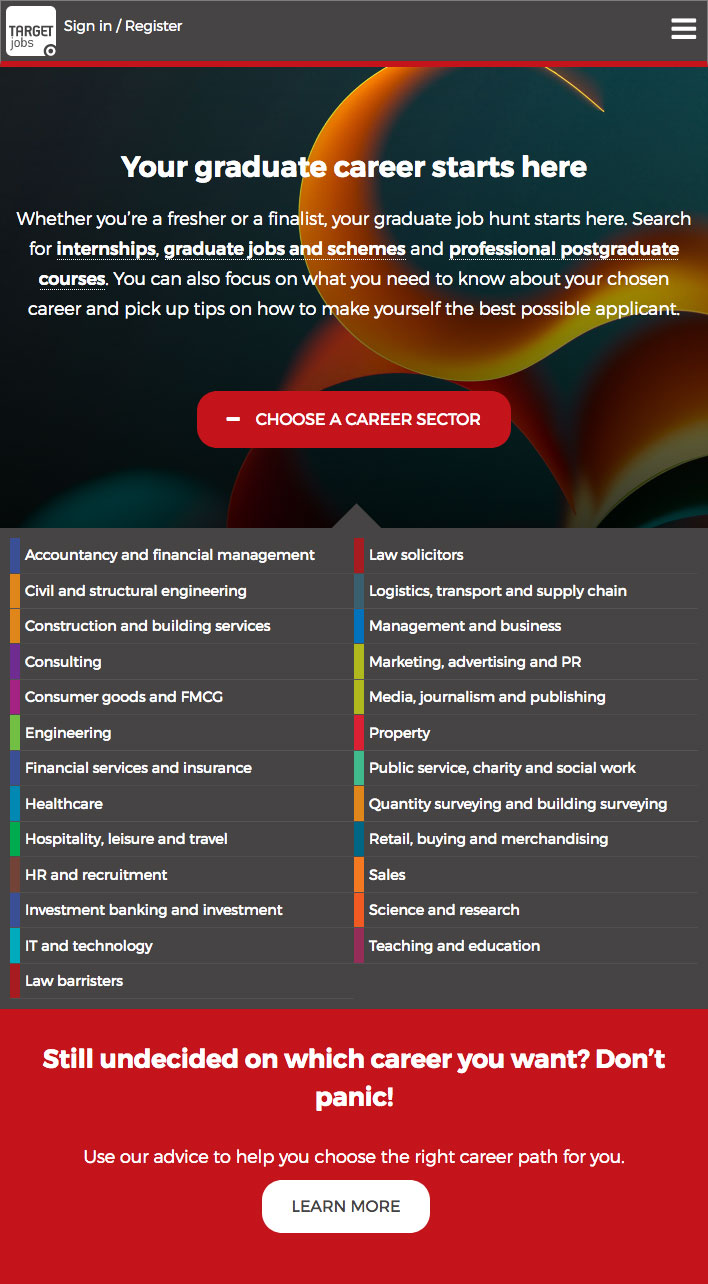 TARGET
jobs
Sign in / Register
Your graduate career starts here
Whether you’re a fresher or a finalist, your graduate job hunt starts here. Search
for internships, graduate jobs and schemes and professional postgraduate
courses. You can also focus on what you need to know about your chosen
career and pick up tips on how to make yourself the best possible applicant.
CHOOSE A CAREER SECTOR
Accountancy and financial management
Civil and structural engineering
Construction and building services
Consulting
Consumer goods and FMCG
Engineering
Financial services and insurance
Healthcare
Hospitality, leisure and travel
HR and recruitment
Investment banking and investment
IT and technology
Law barristers
Law solicitors
Logistics, transport and supply chain
Management and business
Marketing, advertising and PR
Media, journalism and publishing
Property
Public service, charity and social work
Quantity surveying and building surveying
Retail, buying and merchandising
Sales
Science and research
Teaching and education
Still undecided on which career you want? Don’t
panic!
Use our advice to help you choose the right career path for you.
LEARN MORE